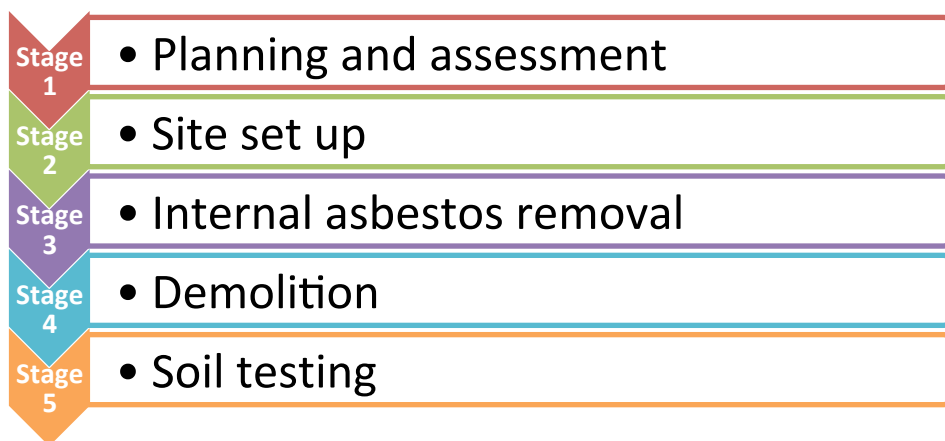 Stage
1
• Planning and assessment
Stage
2
• Site set up
Stage
3
• Internal asbestos removal
Stage
4
• Demolition
Stage
5
• Soil testing